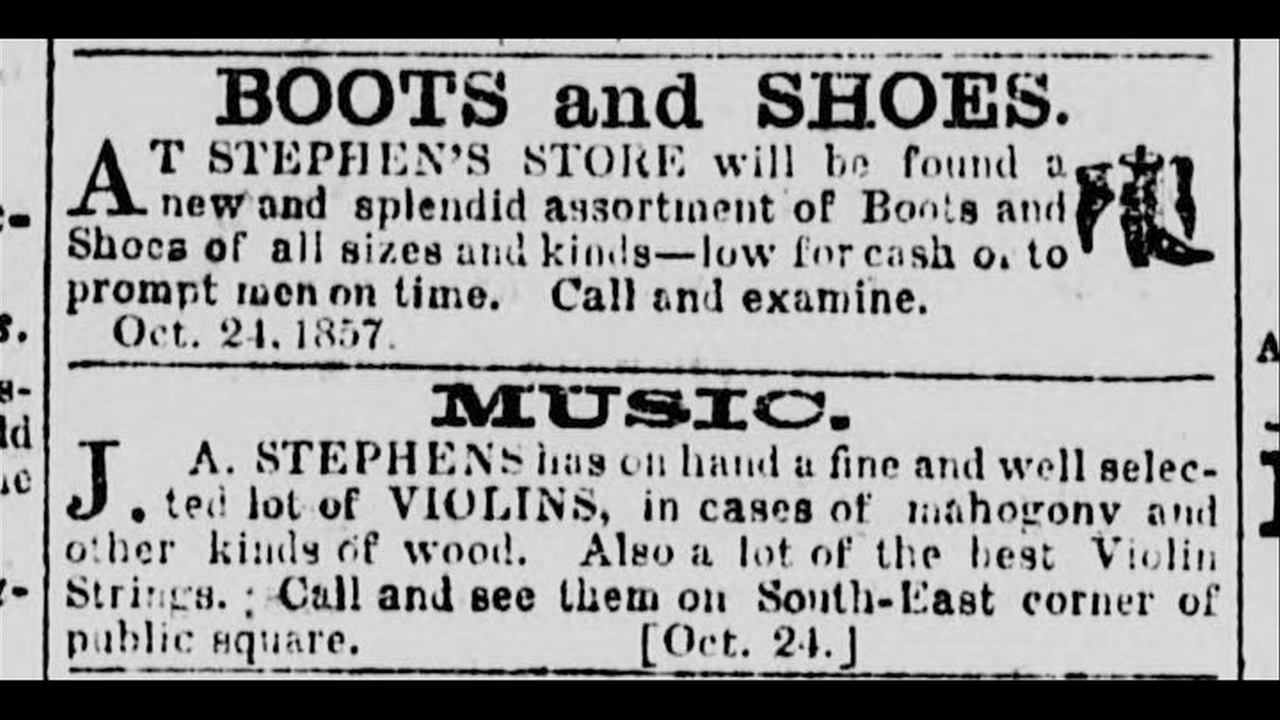 BOOTS and SHOES.
AT STEPHEN'S STORE will be found a
new and splendid assortment of Boots and
Shoes of all sizes and kinds—low for cash or to
prompt men on time. Call and examine.
Oct. 24, 1857.
MUSIC.
J. A. STEPHENS has on hand a fine and well selec-
ted lot of VIOLINS, in cases of mahogony and
other kinds of wood. Also a lot of the best Violin
Strings. Call and see them on South-East corner of
public square. [Oct. 24.]